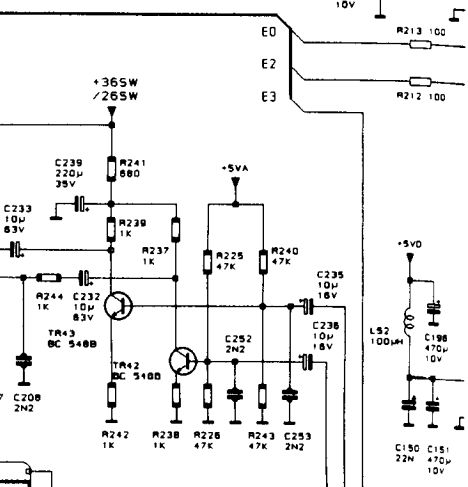 10V
E0
R213 100
E2
R212 100
E3
+36SW
/26SW
C239
220µ
35V
R241
680
+5VA
C233
10µ
63V
R239
1K
R237
1K
R225
47K
R240
47K
+5VD
C235
10µ
16V
R244
1K
C232
10µ
63V
C236
10µ
16V
LS2
100µH
C196
470µ
10V
TR43
BC 548B
C252
2N2
TR42
BC 548B
C208
2N2
R242
1K
R238
1K
R226
47K
R243
47K
C253
2N2
C150
22N
C151
470µ
10V